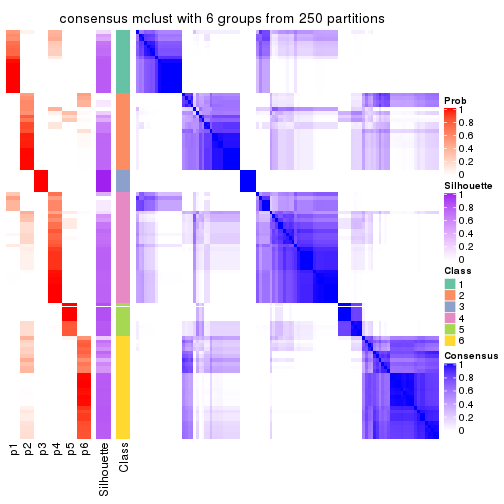 consensus mclust with 6 groups from 250 partitions
Prob
1
0.8
0.6
0.4
0.2
0
Silhouette
1
0.8
0.6
0.4
0.2
0
Class
1
2
3
4
5
6
Consensus
1
0.8
0.6
0.4
0.2
0
p1
p2
p3
p4
p5
p6
Silhouette
Class